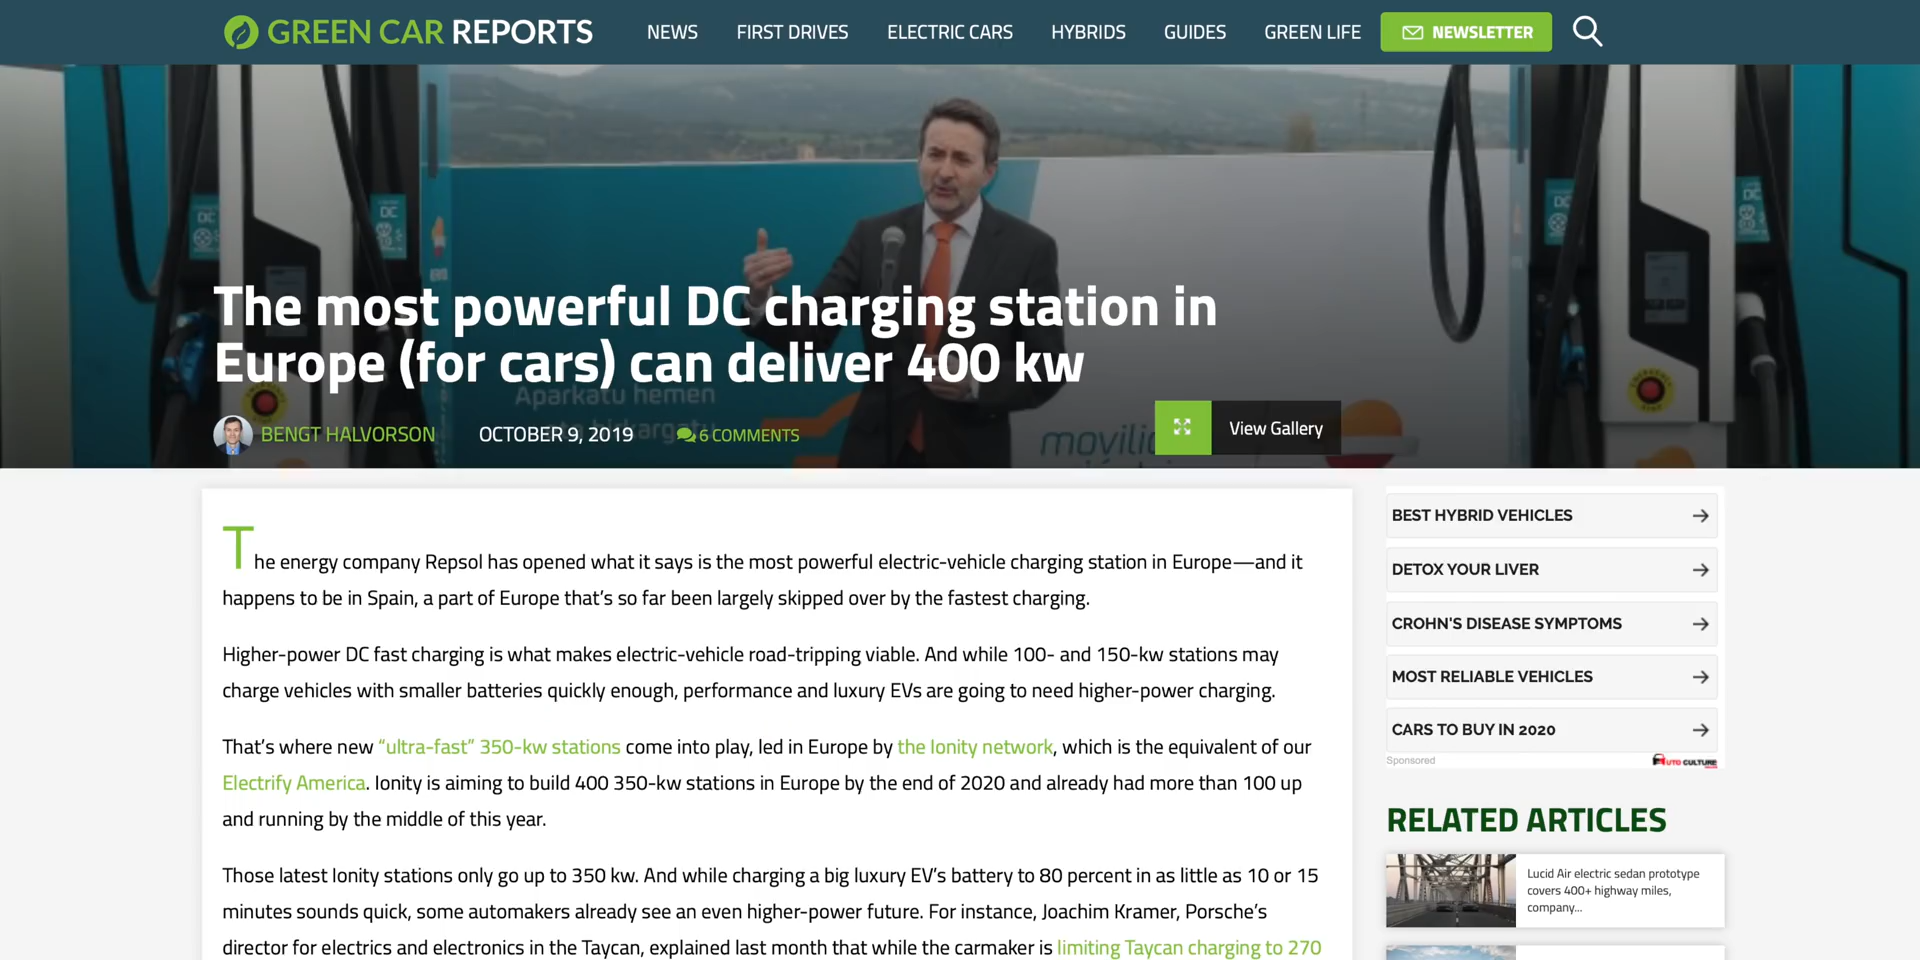 GREEN CAR REPORTS
NEWS
FIRST DRIVES
ELECTRIC CARS
HYBRIDS
GUIDES
GREEN LIFE
NEWSLETTER
DC
DC
DC
DC
The most powerful DC charging station in
Europe (for cars) can deliver 400 kw
Aparkatu hemen
BENGT HALVORSON
OCTOBER 9, 2019
6 COMMENTS
View Gallery
The energy company Repsol has opened what it says is the most powerful electric-vehicle charging station in Europe—and it
happens to be in Spain, a part of Europe that’s so far been largely skipped over by the fastest charging.
Higher-power DC fast charging is what makes electric-vehicle road-tripping viable. And while 100- and 150-kw stations may
charge vehicles with smaller batteries quickly enough, performance and luxury EVs are going to need higher-power charging.
That’s where new “ultra-fast” 350-kw stations come into play, led in Europe by the Ionity network, which is the equivalent of our
Electrify America. Ionity is aiming to build 400 350-kw stations in Europe by the end of 2020 and already had more than 100 up
and running by the middle of this year.
Those latest Ionity stations only go up to 350 kw. And while charging a big luxury EV’s battery to 80 percent in as little as 10 or 15
minutes sounds quick, some automakers already see an even higher-power future. For instance, Joachim Kramer, Porsche’s
director for electrics and electronics in the Taycan, explained last month that while the carmaker is limiting Taycan charging to 270
BEST HYBRID VEHICLES
DETOX YOUR LIVER
CROHN'S DISEASE SYMPTOMS
MOST RELIABLE VEHICLES
CARS TO BUY IN 2020
Sponsored
AUTO CULTURE
RELATED ARTICLES
Lucid Air electric sedan prototype
covers 400+ highway miles,
company...